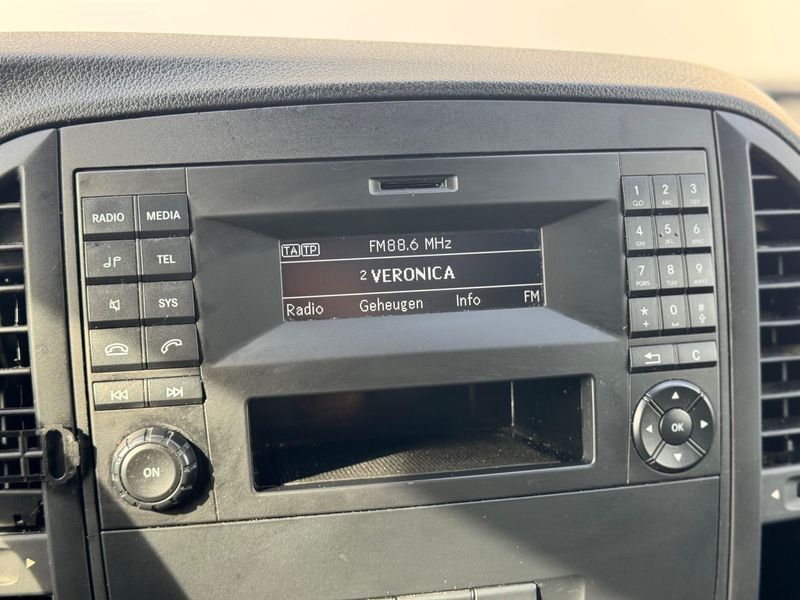 TA TP FM88.6 MHz
2 VERONICA
Radio Geheugen Info FM
RADIO MEDIA
TEL
SYS
ON
1 2 ABC 3 DEF
4 GHI 5 JKL 6 MNO
7 PQRS 8 TUV 9 WXYZ
* + 0 #
C
OK